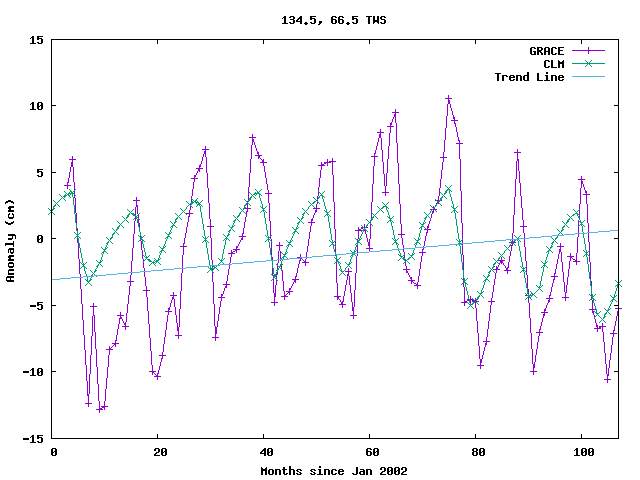 134.5, 66.5 TWS
GRACE
CLM
Trend Line
15
10
5
0
-5
-10
-15
Anomaly (cm)
0 20 40 60 80 100
Months since Jan 2002